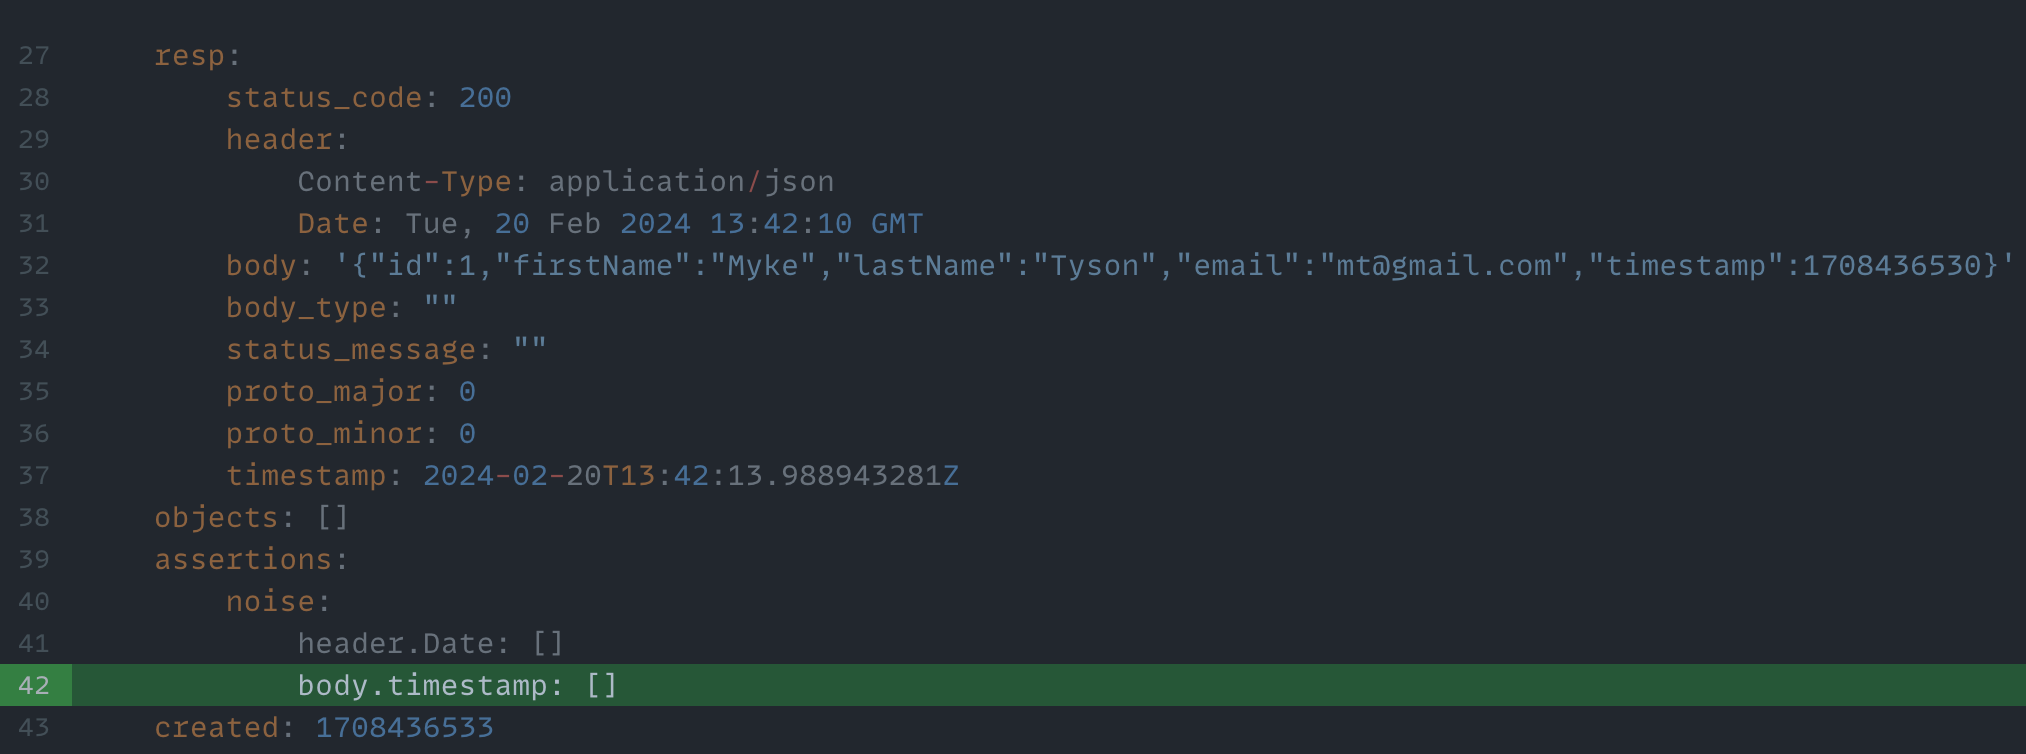 27 resp:
28 status_code: 200
29 header:
30 Content-Type: application/json
31 Date: Tue, 20 Feb 2024 13:42:10 GMT
32 body: '{"id":1,"firstName":"Myke","lastName":"Tyson","email":"mt@gmail.com","timestamp":1708436530}'
33 body_type: ""
34 status_message: ""
35 proto_major: 0
36 proto_minor: 0
37 timestamp: 2024-02-20T13:42:13.988943281Z
38 objects: []
39 assertions:
40 noise:
41 header.Date: []
42 body.timestamp: []
43 created: 1708436533